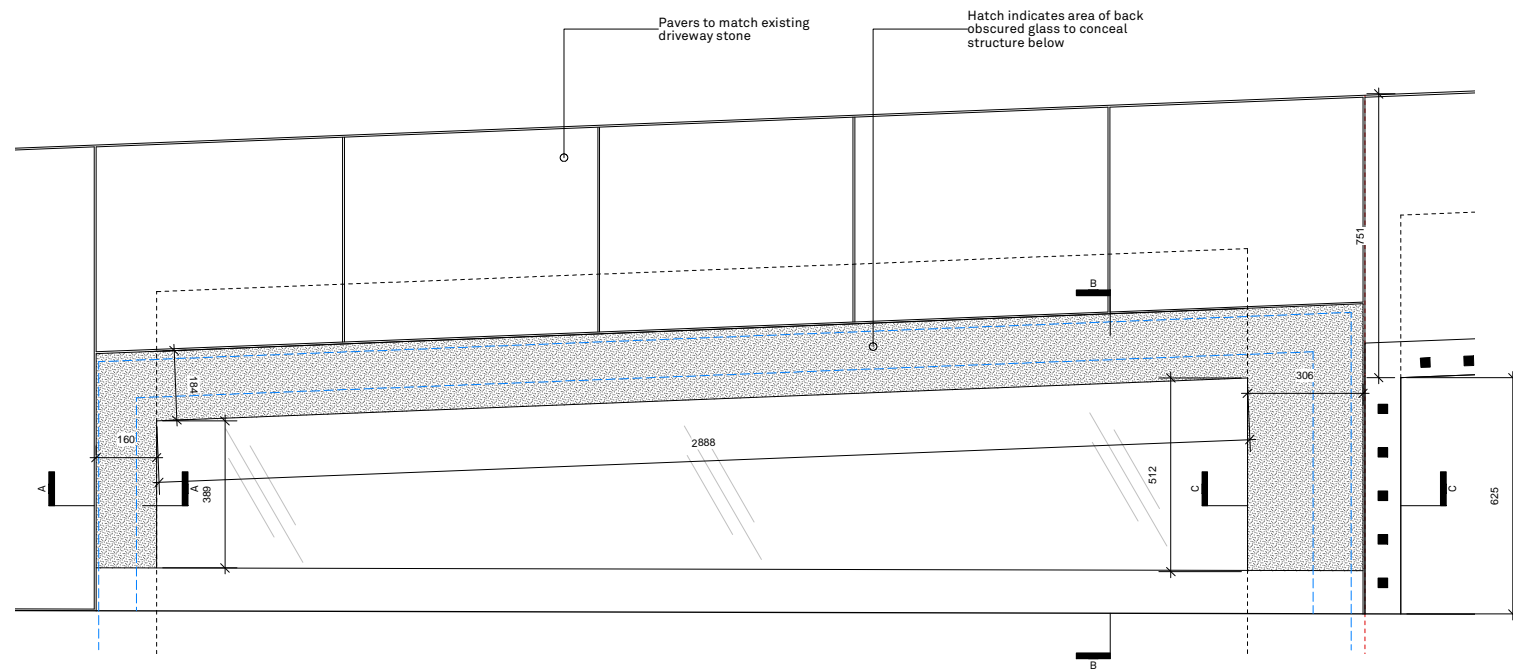 Pavers to match existing
driveway stone
Hatch indicates area of back
obscured glass to conceal
structure below
751
B
184
306
160
2888
A
A
389
512
C
C
625
B